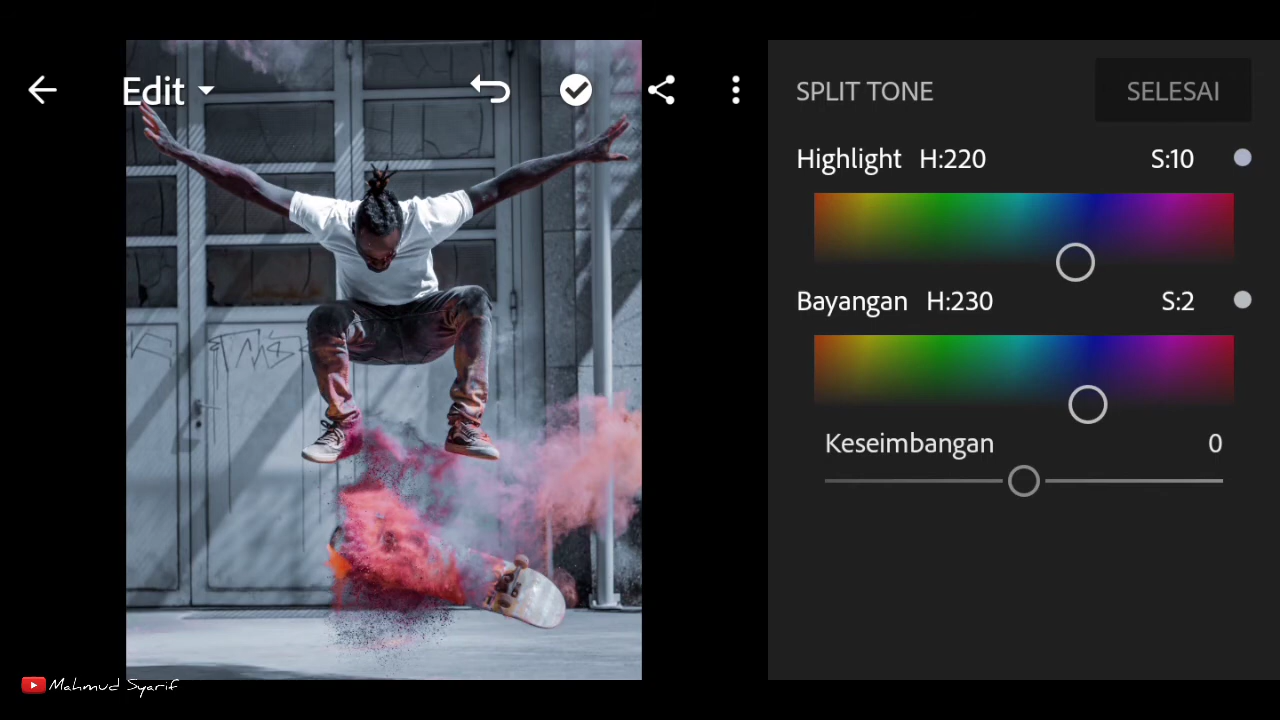 Edit
SPLIT TONE
SELESAI
Highlight H:220 S:10
Bayangan H:230 S:2
Keseimbangan 0
Mahmud Syarif